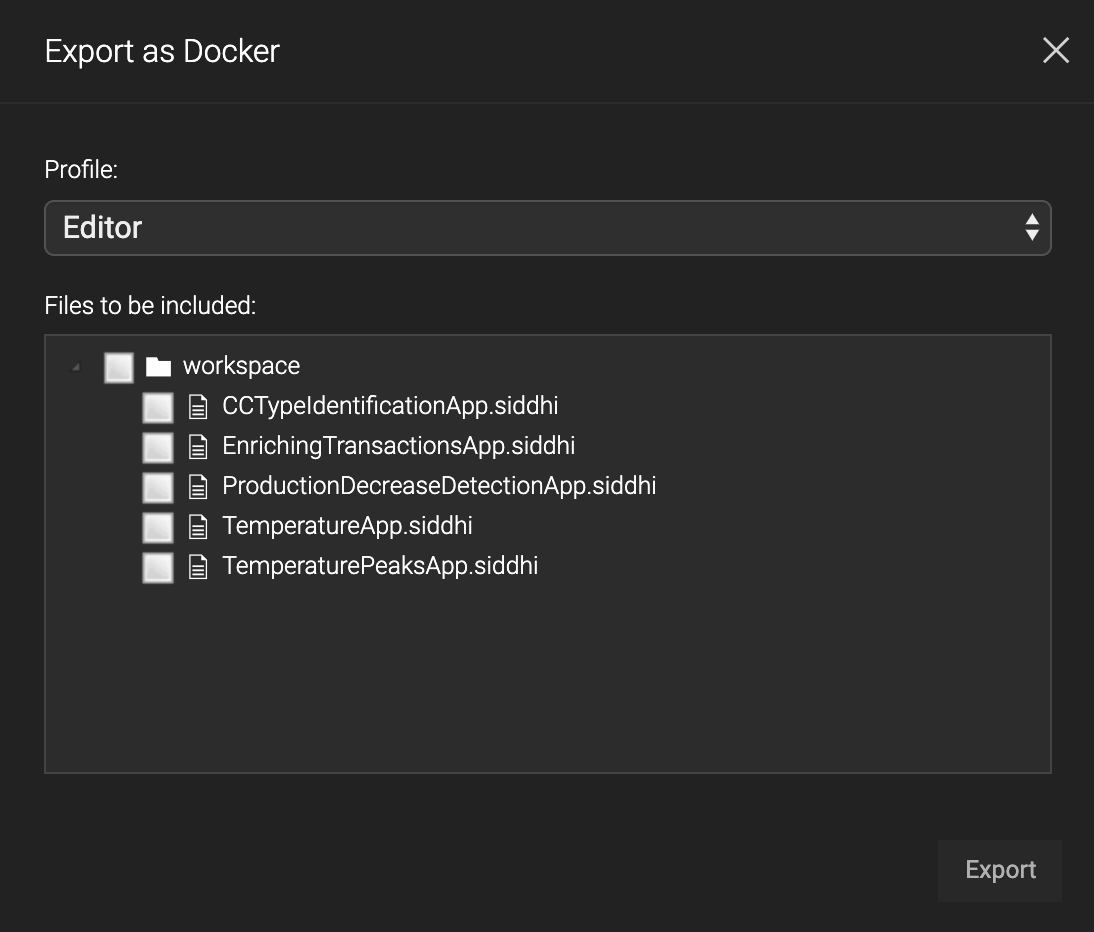 Export as Docker
Profile:
Editor
Files to be included:
workspace
CCTypeIdentificationApp.siddhi
EnrichingTransactionsApp.siddhi
ProductionDecreaseDetectionApp.siddhi
TemperatureApp.siddhi
TemperaturePeaksApp.siddhi
Export